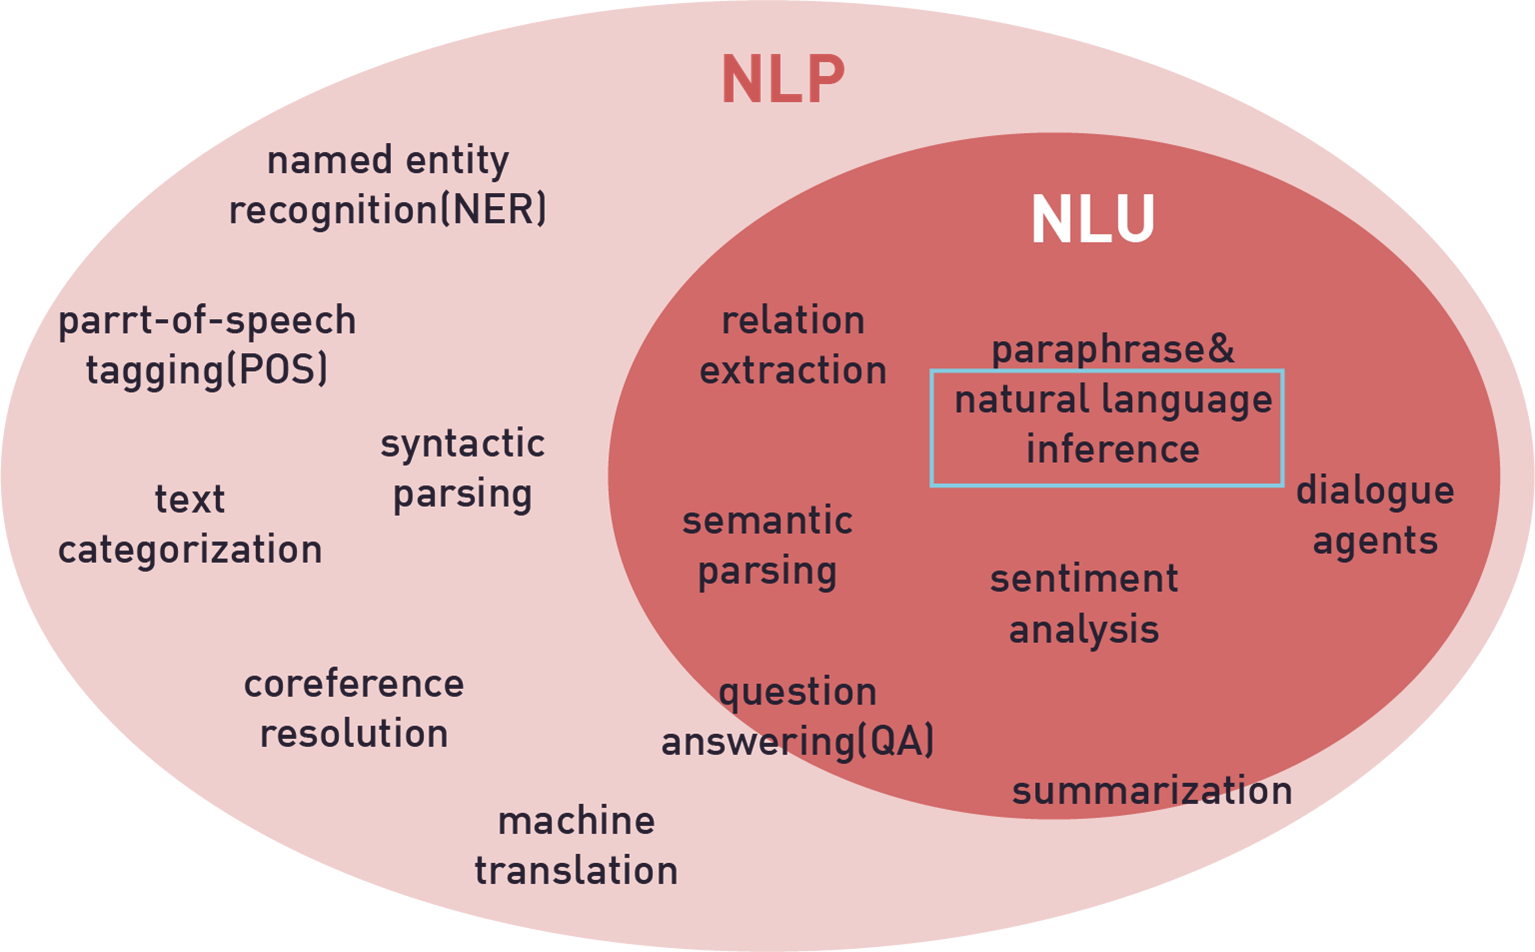 NLP
named entity
recognition(NER)
NLU
parrt-of-speech
tagging(POS)
relation
extraction
paraphrase&
natural language
inference
syntactic
parsing
text
categorization
semantic
parsing
dialogue
agents
sentiment
analysis
coreference
resolution
question
answering(QA)
summarization
machine
translation